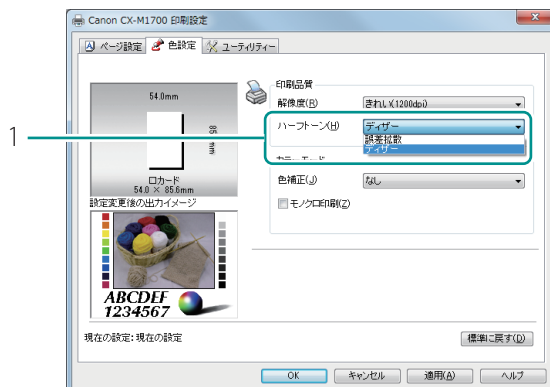 Canon CX-M1700 印刷設定
ページ設定
色設定
ユーティリティー
54.0mm
85.6mm
ロカード
54.0 × 85.6mm
設定変更後の出力イメージ
ABCDEF
1234567
印刷品質
解像度(R)
きれい(1200dpi)
1
ハーフトーン(H)
ディザー
誤差拡散
ディザー
カラーモード
色補正(J)
なし
モノクロ印刷(Z)
現在の設定: 現在の設定
標準に戻す(D)
OK
キャンセル
適用(A)
ヘルプ